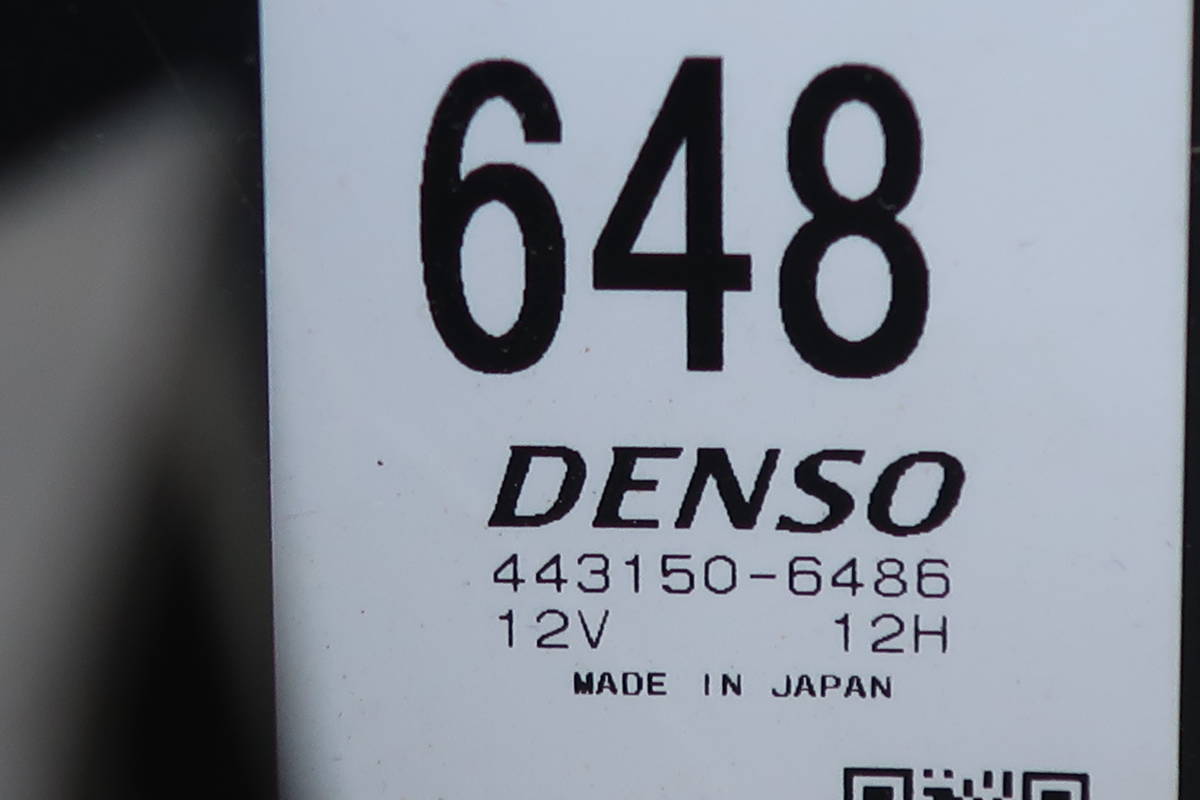 648
DENSO
443150-6486
12V 12H
MADE IN JAPAN